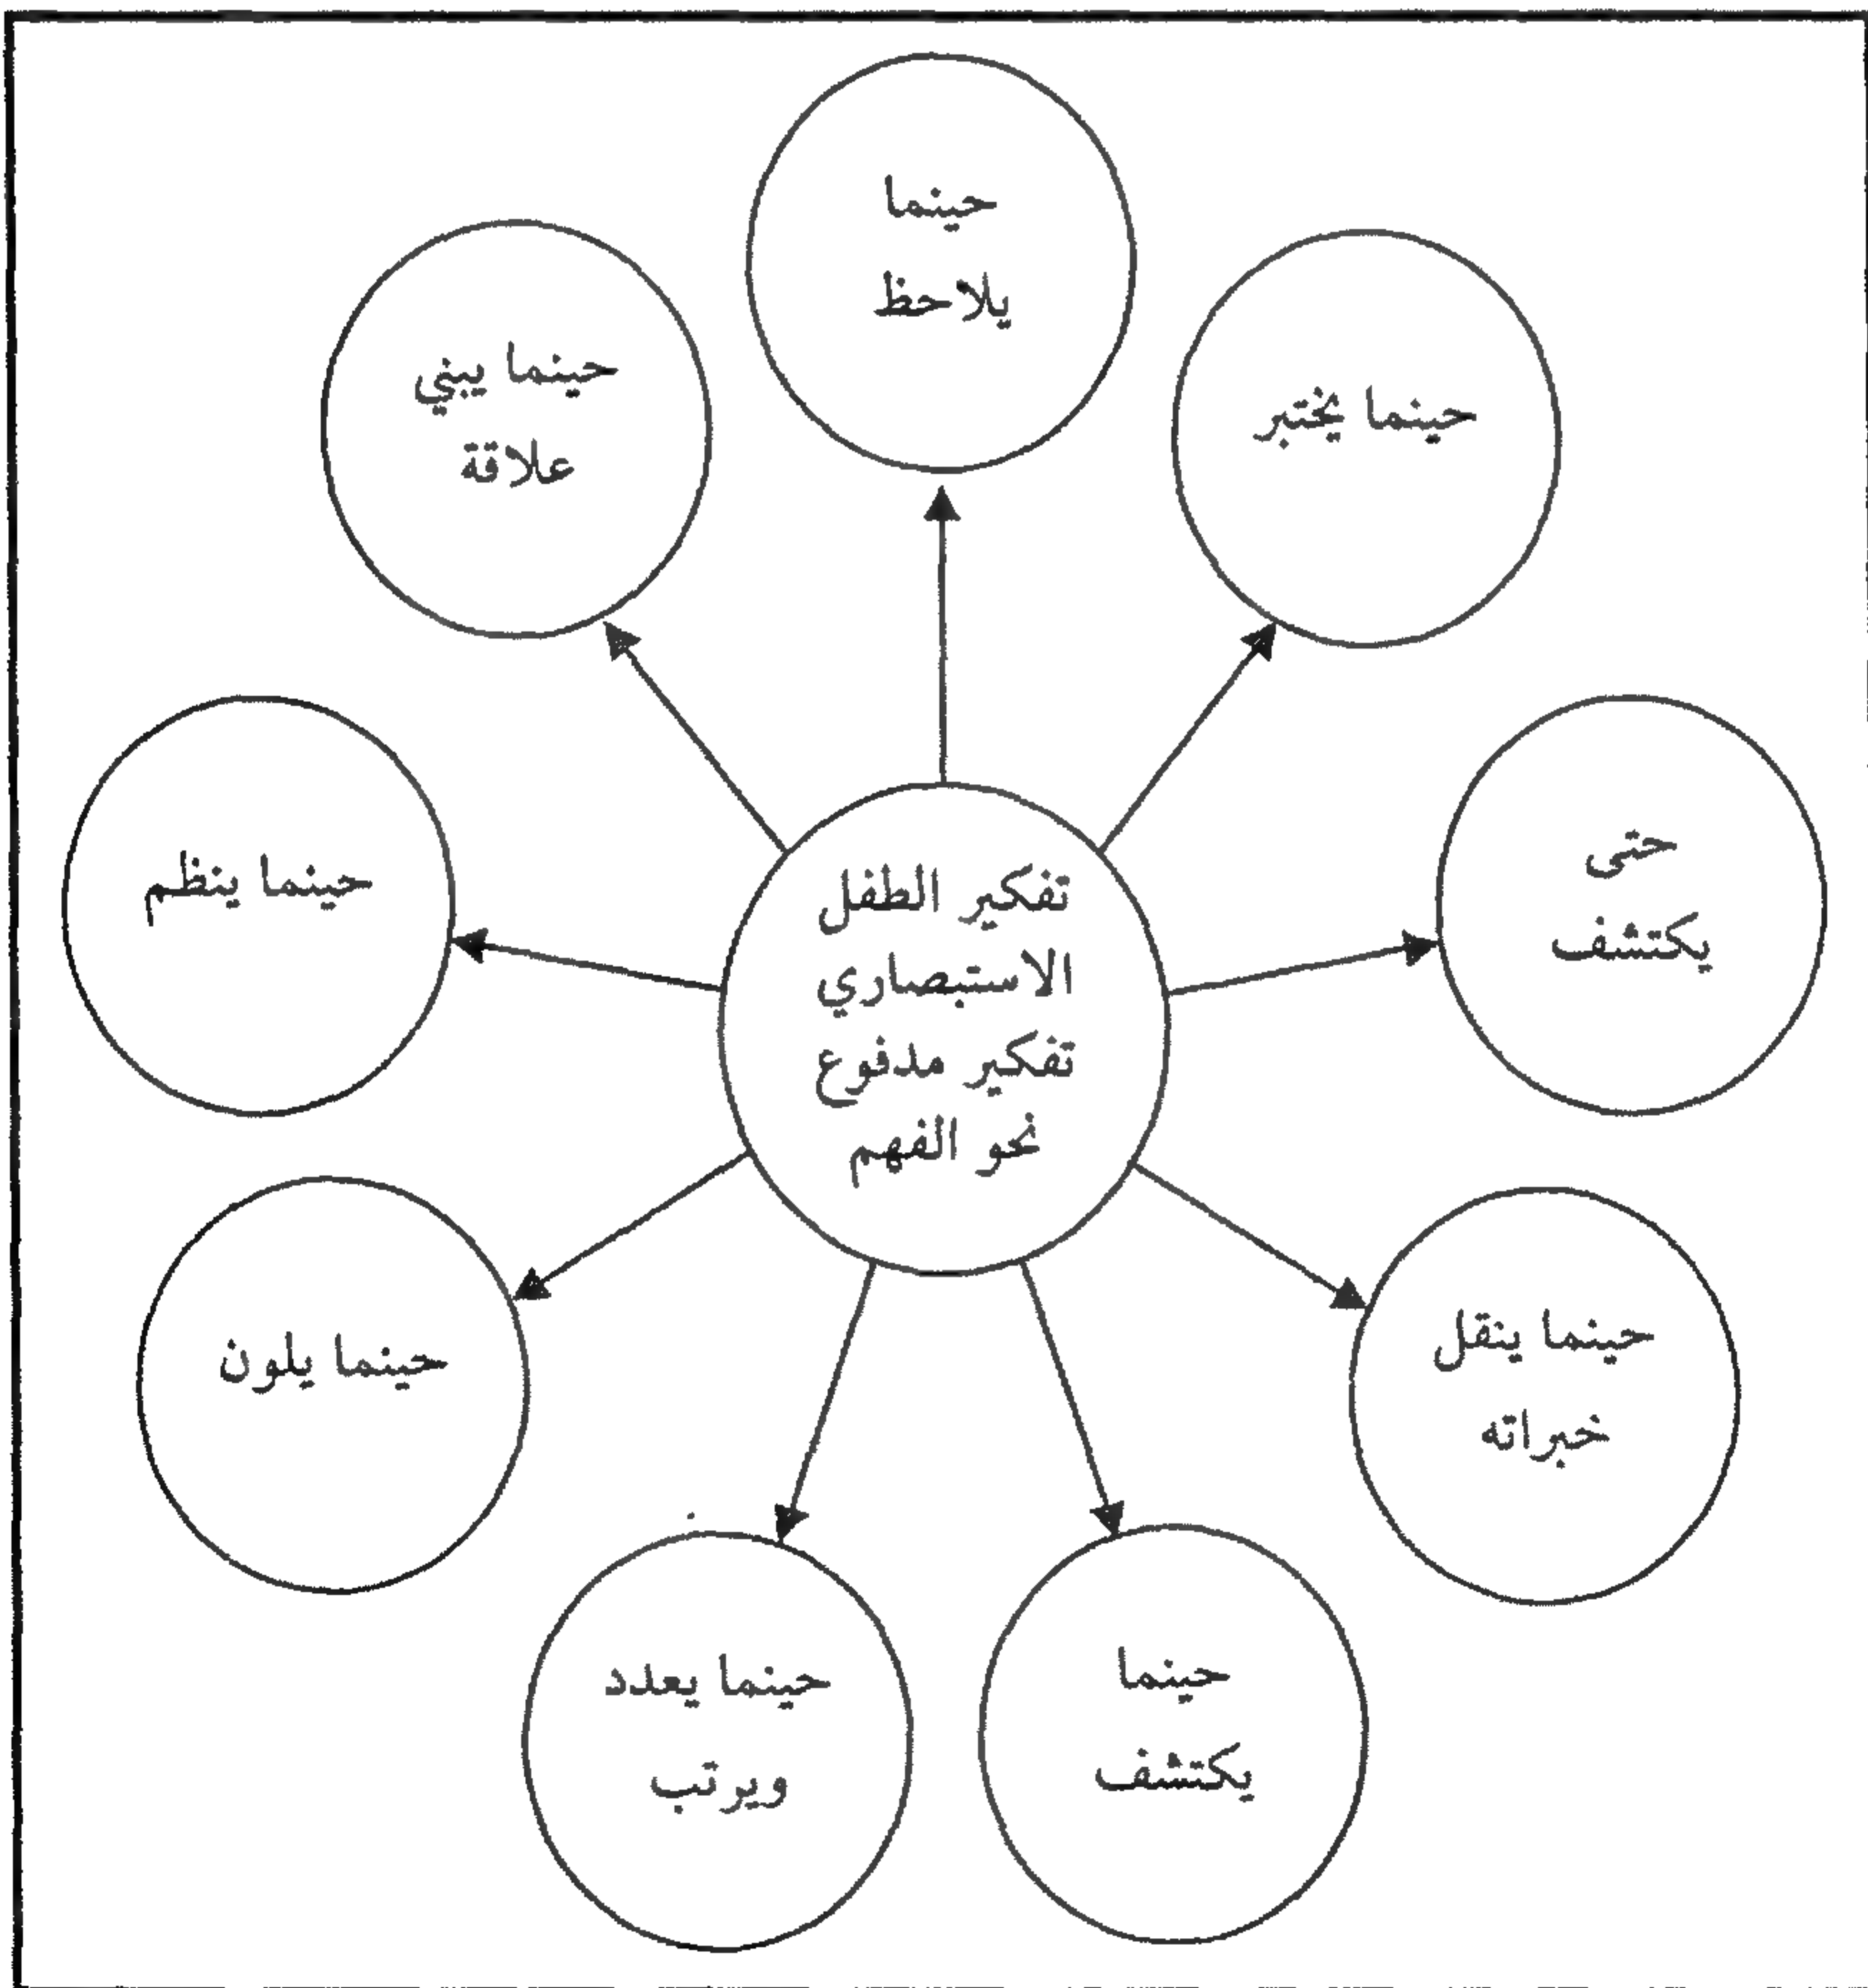 حينما
يلاحظ
حينما يختبر
حينما يبني
علاقة
حتى
يكتشف
حينما ينظم
تفكير الطفل
الاستبصاري
تفكير مدفوع
نحو الفهم
حينما ينقل
خبراته
حينما يلون
حينما
يكتشف
حينما يعدد
ويرتب